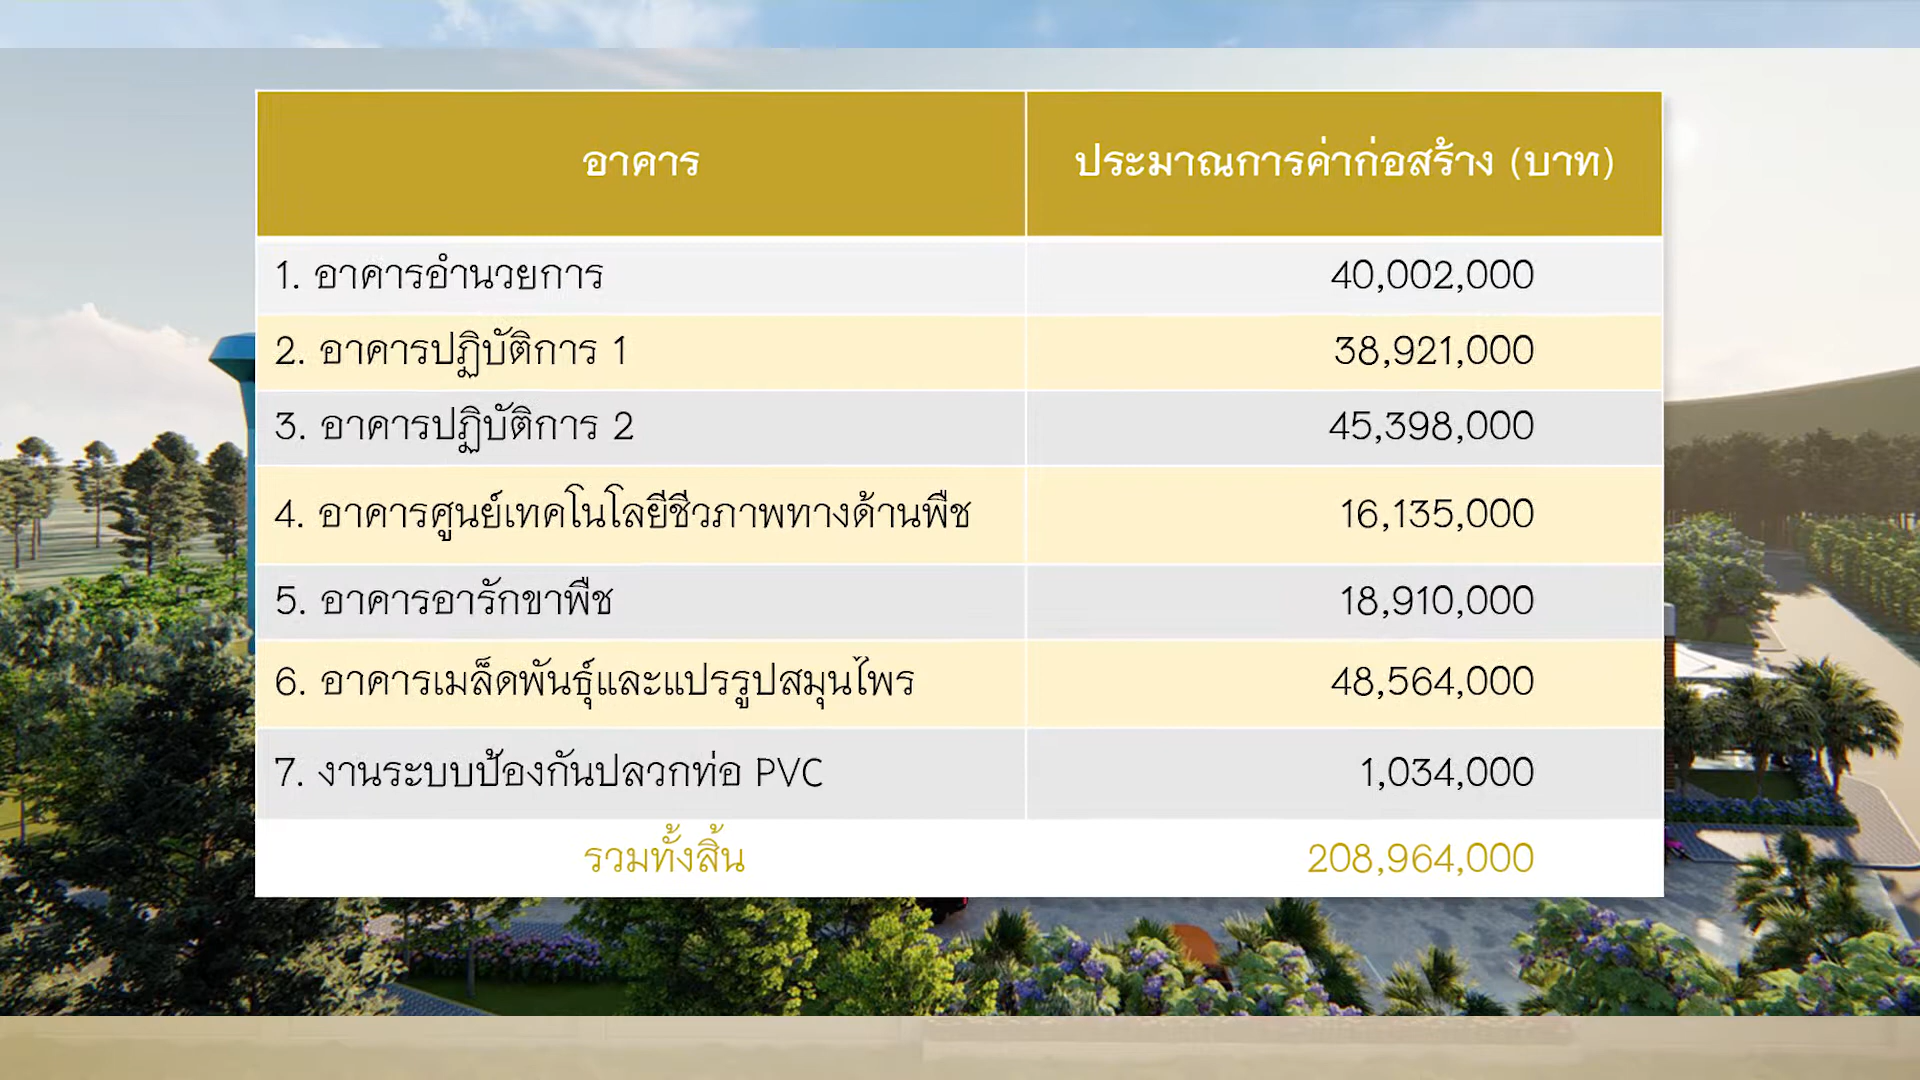 อาคาร ประมาณการค่าก่อสร้าง (บาท)
1. อาคารอำนวยการ 40,002,000
2. อาคารปฏิบัติการ 1 38,921,000
3. อาคารปฏิบัติการ 2 45,398,000
4. อาคารศูนย์เทคโนโลยีชีวภาพทางด้านพืช 16,135,000
5. อาคารอารักขาพืช 18,910,000
6. อาคารเมล็ดพันธุ์และแปรรูปสมุนไพร 48,564,000
7. งานระบบป้องกันปลวกท่อ PVC 1,034,000
รวมทั้งสิ้น 208,964,000